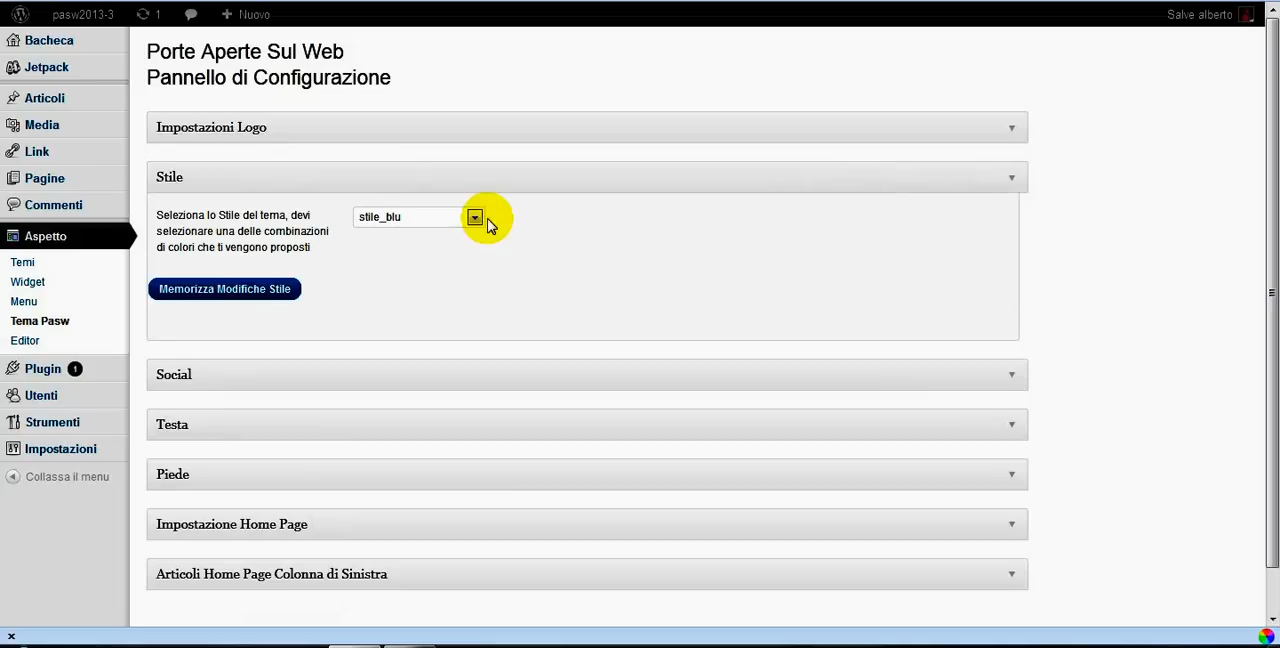 pasw2013-3
1
Nuovo
Salve alberto
Bacheca
Jetpack
Articoli
Media
Link
Pagine
Commenti
Aspetto
Temi
Widget
Menu
Tema Pasw
Editor
Plugin 1
Utenti
Strumenti
Impostazioni
Collassa il menu
Porte Aperte Sul Web
Pannello di Configurazione
Impostazioni Logo
Stile
Seleziona lo Stile del tema, devi
selezionare una delle combinazioni
di colori che ti vengono proposti
stile_blu
Memorizza Modifiche Stile
Social
Testa
Piede
Impostazione Home Page
Articoli Home Page Colonna di Sinistra